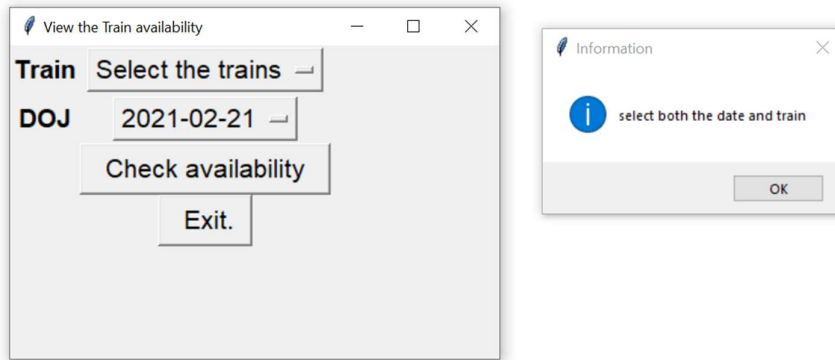 View the Train availability
Train Select the trains
DOJ 2021-02-21
Check availability
Exit.
Information
select both the date and train
OK